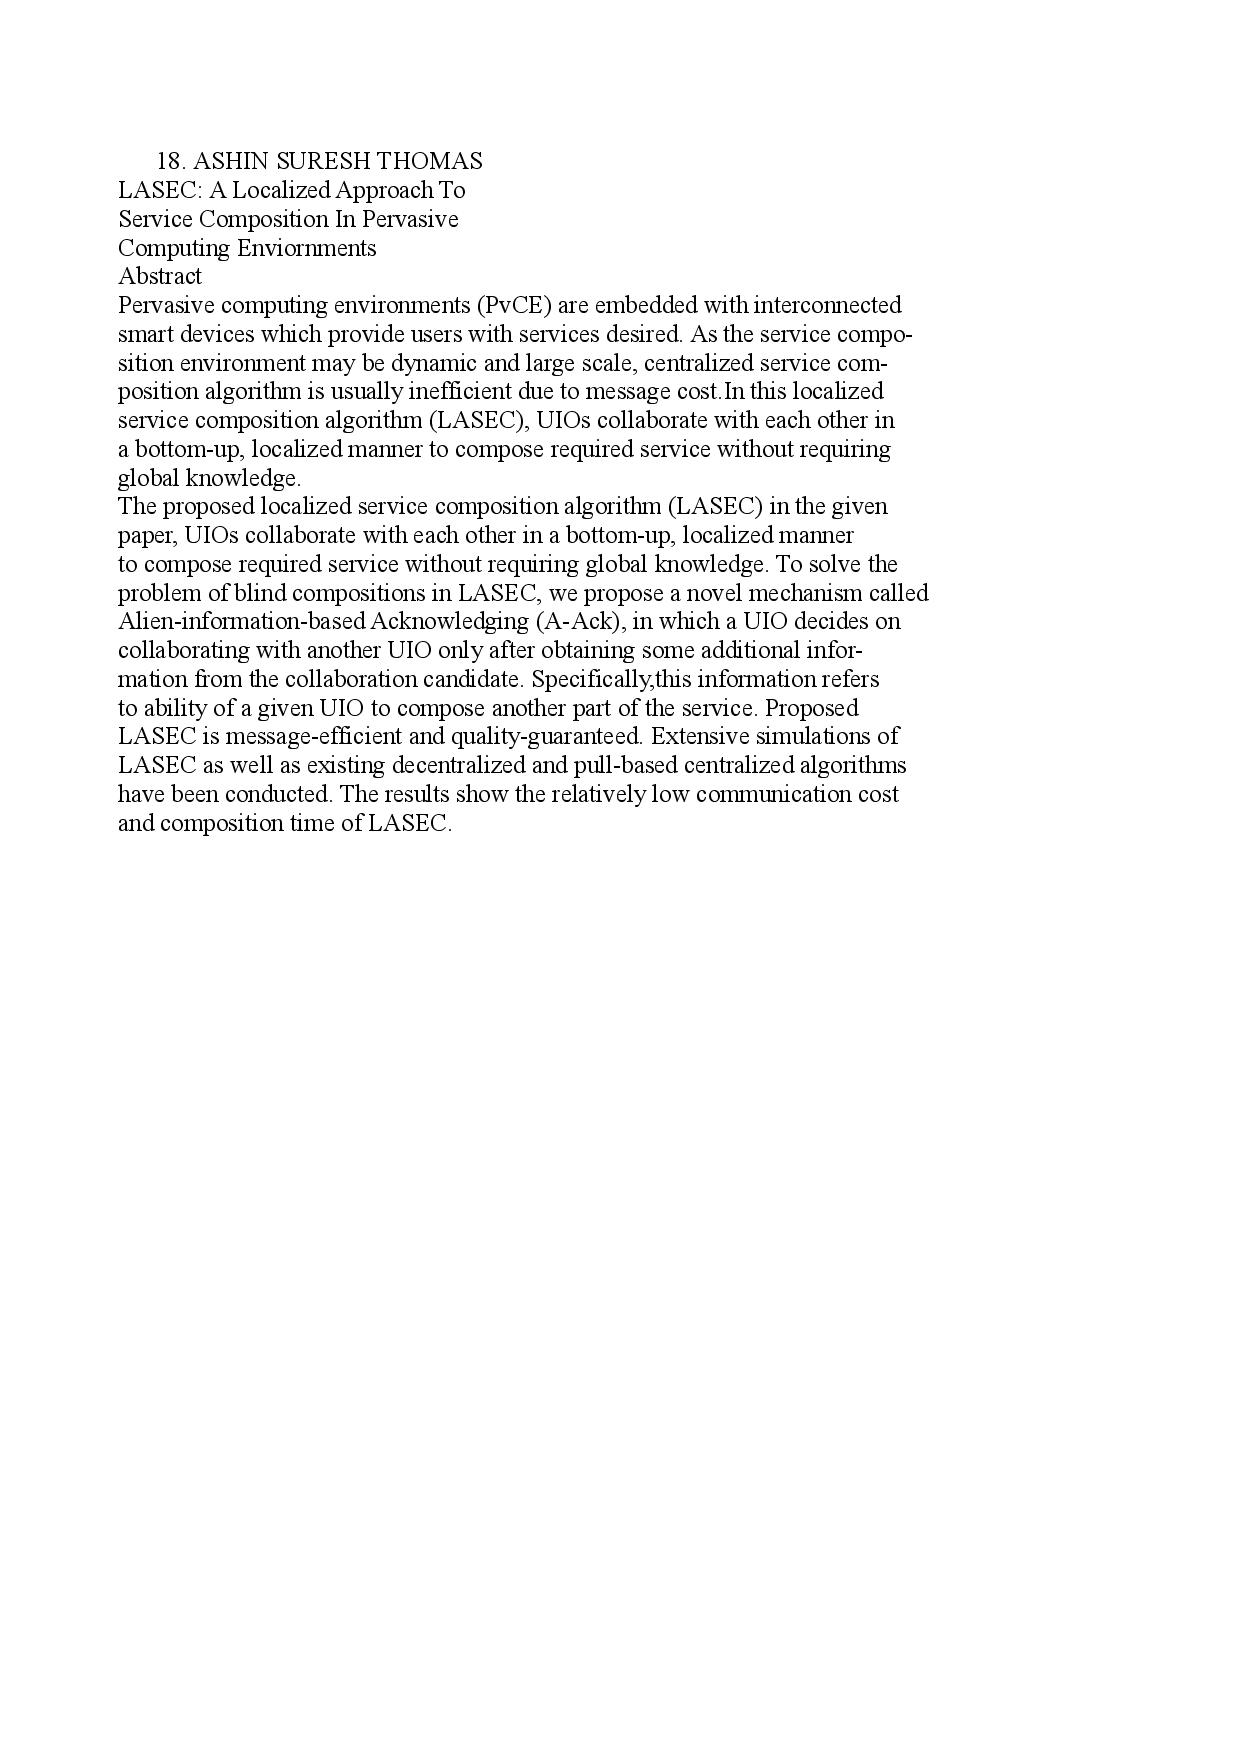 18. ASHIN SURESH THOMAS
LASEC: A Localized Approach To
Service Composition In Pervasive
Computing Enviornments
Abstract
Pervasive computing environments (PvCE) are embedded with interconnected
smart devices which provide users with services desired. As the service compo-
sition environment may be dynamic and large scale, centralized service com-
position algorithm is usually inefficient due to message cost.In this localized
service composition algorithm (LASEC), UIOs collaborate with each other in
a bottom-up, localized manner to compose required service without requiring
global knowledge.
The proposed localized service composition algorithm (LASEC) in the given
paper, UIOs collaborate with each other in a bottom-up, localized manner
to compose required service without requiring global knowledge. To solve the
problem of blind compositions in LASEC, we propose a novel mechanism called
Alien-information-based Acknowledging (A-Ack), in which a UIO decides on
collaborating with another UIO only after obtaining some additional infor-
mation from the collaboration candidate. Specifically,this information refers
to ability of a given UIO to compose another part of the service. Proposed
LASEC is message-efficient and quality-guaranteed. Extensive simulations of
LASEC as well as existing decentralized and pull-based centralized algorithms
have been conducted. The results show the relatively low communication cost
and composition time of LASEC.